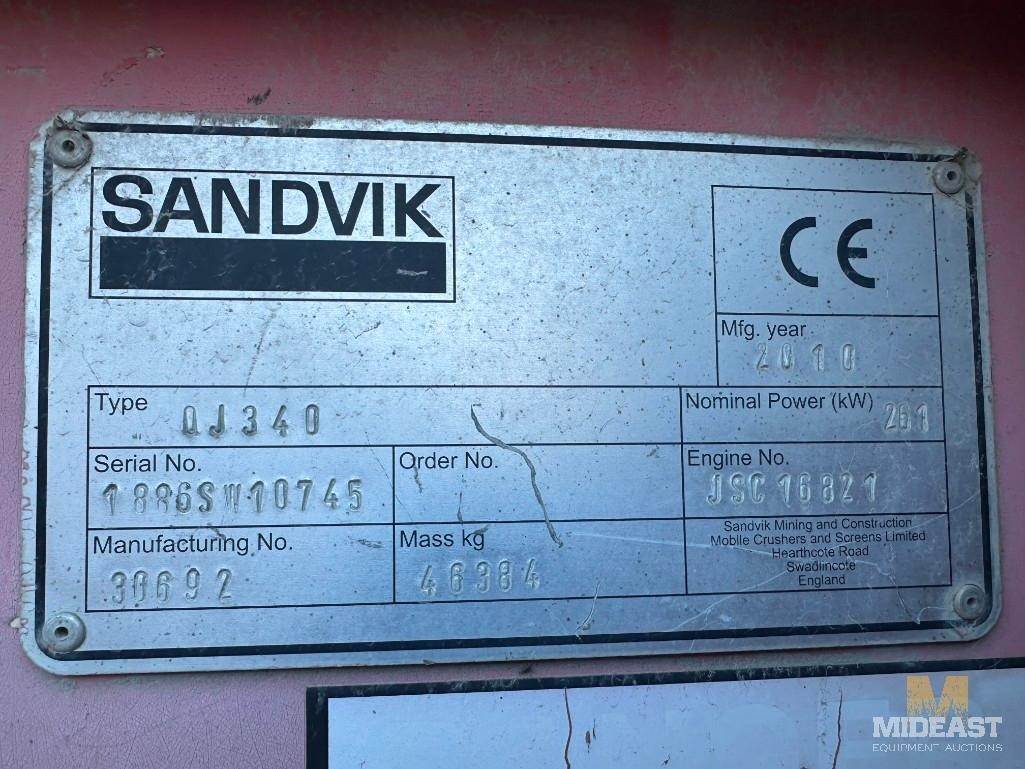 SANDVIK
CE
Mfg. year
2010
Type QJ340
Nominal Power (kW) 261
Serial No.
1886SW10745
Order No.
Engine No.
JSC16821
Manufacturing No.
30692
Mass kg
46384
Sandvik Mining and Construction
Mobile Crushers and Screens Limited
Hearthcote Road
Swadlincote
England
M
MIDEAST
EQUIPMENT AUCTIONS